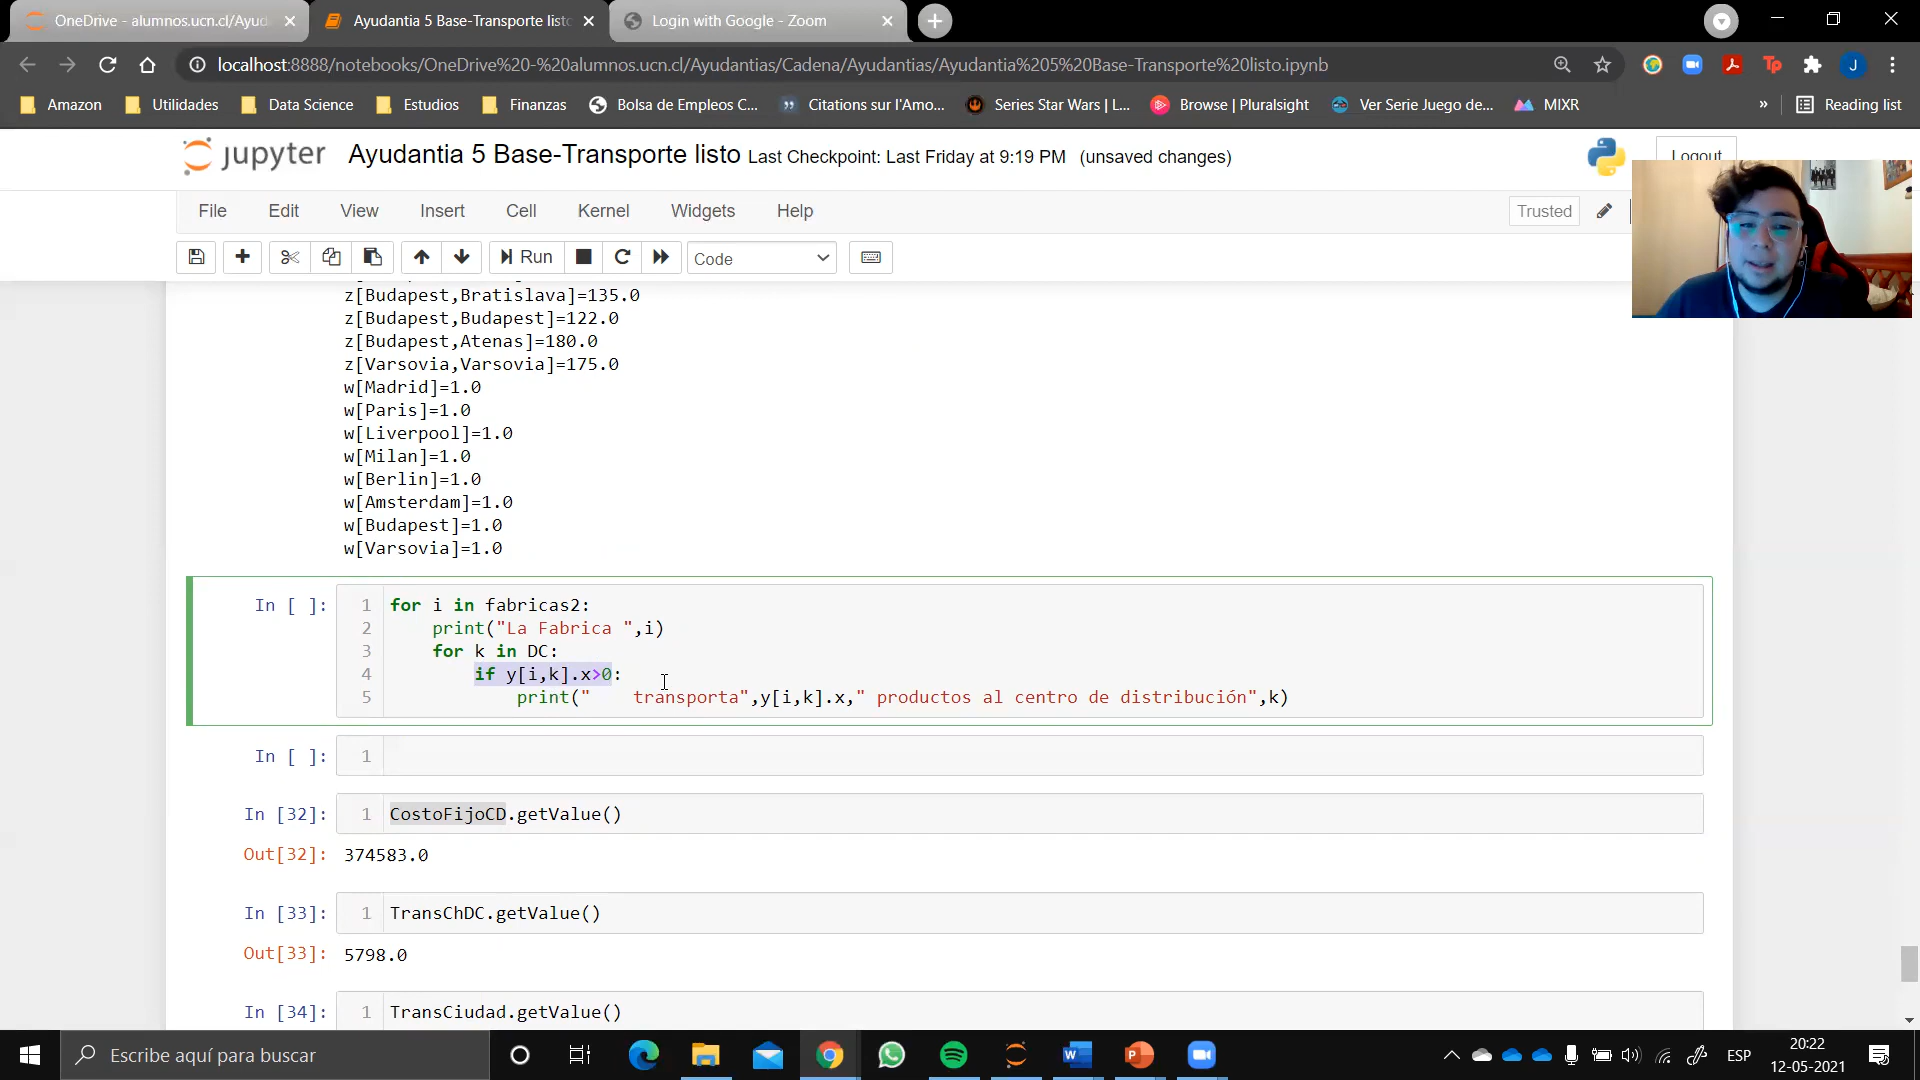 OneDrive - alumnos.ucn.cl/Ayud
Ayudantia 5 Base-Transporte listo
Login with Google - Zoom
localhost:8888/notebooks/OneDrive%20-%20alumnos.ucn.cl/Ayudantias/Cadena/Ayudantias/Ayudantia%205%20Base-Transporte%20listo.ipynb
Tp
J
Amazon
Utilidades
Data Science
Estudios
Finanzas
Bolsa de Empleos C...
Citations sur l'Amo...
Series Star Wars | L...
Browse | Pluralsight
Ver Serie Juego de...
MIXR
»
Reading list
jupyter Ayudantia 5 Base-Transporte listo Last Checkpoint: Last Friday at 9:19 PM (unsaved changes)
Logout
File Edit View Insert Cell Kernel Widgets Help
Trusted
Run
Code
z[Budapest,Bratislava]=135.0
z[Budapest,Budapest]=122.0
z[Budapest,Atenas]=180.0
z[Varsovia,Varsovia]=175.0
w[Madrid]=1.0
w[Paris]=1.0
w[Liverpool]=1.0
w[Milan]=1.0
w[Berlin]=1.0
w[Amsterdam]=1.0
w[Budapest]=1.0
w[Varsovia]=1.0
In [ ]: 1 for i in fabricas2:
2 print("La Fabrica ",i)
3 for k in DC:
4 if y[i,k].x>0:
5 print("    transporta",y[i,k].x," productos al centro de distribución",k)
In [ ]: 1
In [32]: 1 CostoFijoCD.getValue()
Out[32]: 374583.0
In [33]: 1 TransChDC.getValue()
Out[33]: 5798.0
In [34]: 1 TransCiudad.getValue()
Escribe aquí para buscar
ESP
20:22
12-05-2021